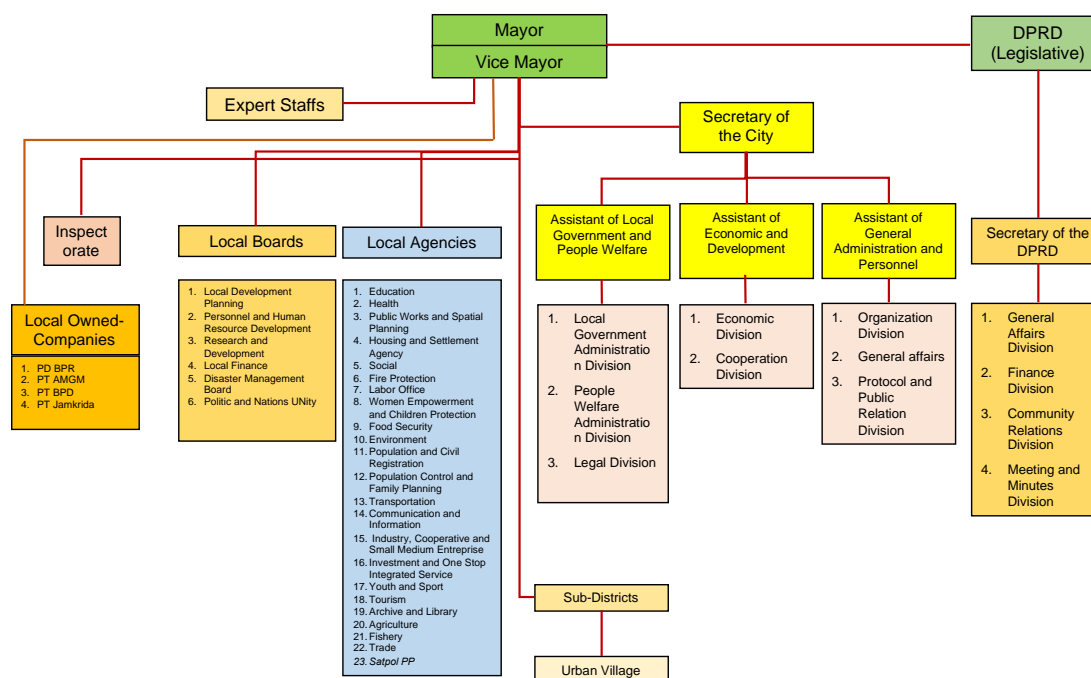 Mayor
Vice Mayor
DPRD
(Legislative)
Expert Staffs
Secretary of
the City
Inspect
orate
Local Boards
Local Agencies
Assistant of Local
Government and
People Welfare
Assistant of
Economic and
Development
Assistant of
General
Administration and
Personnel
Secretary of the
DPRD
Local Owned-
Companies
1. PD BPR
2. PT AMGM
3. PT BPD
4. PT Jamkrida
1. Local Development
Planning
2. Personnel and Human
Resource Development
3. Research and
Development
4. Local Finance
5. Disaster Management
Board
6. Politic and Nations UNity
1. Education
2. Health
3. Public Works and Spatial
Planning
4. Housing and Settlement
Agency
5. Social
6. Fire Protection
7. Labor Office
8. Women Empowerment
and Children Protection
9. Food Security
10. Environment
11. Population and Civil
Registration
12. Population Control and
Family Planning
13. Transportation
14. Communication and
Information
15. Industry, Cooperative and
Small Medium Entreprise
16. Investment and One Stop
Integrated Service
17. Youth and Sport
18. Tourism
19. Archive and Library
20. Agriculture
21. Fishery
22. Trade
23. Satpol PP
1. Local
Government
Administratio
n Division
2. People
Welfare
Administratio
n Division
3. Legal Division
1. Economic
Division
2. Cooperation
Division
1. Organization
Division
2. General affairs
3. Protocol and
Public
Relation
Division
1. General
Affairs
Division
2. Finance
Division
3. Community
Relations
Division
4. Meeting and
Minutes
Division
Sub-Districts
Urban Village